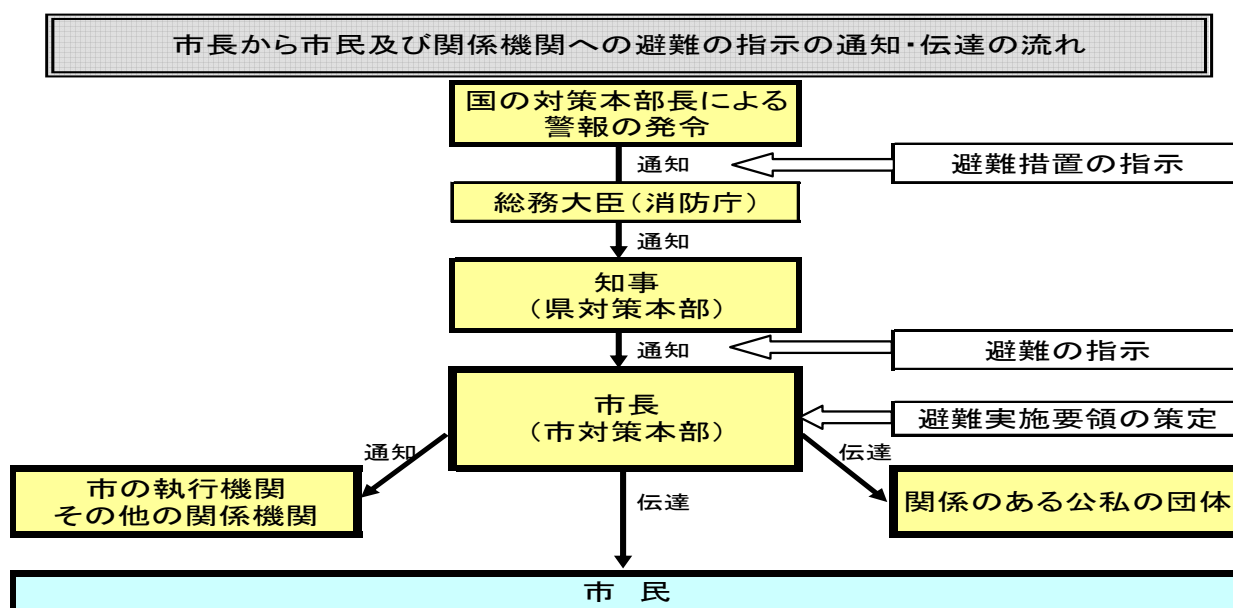 市長から市民及び関係機関への避難の指示の通知・伝達の流れ
国の対策本部長による
警報の発令
通知
避難措置の指示
総務大臣(消防庁)
通知
知事
(県対策本部)
通知
避難の指示
市長
(市対策本部)
避難実施要領の策定
通知
伝達
市の執行機関
その他の関係機関
伝達
関係のある公私の団体
市 民